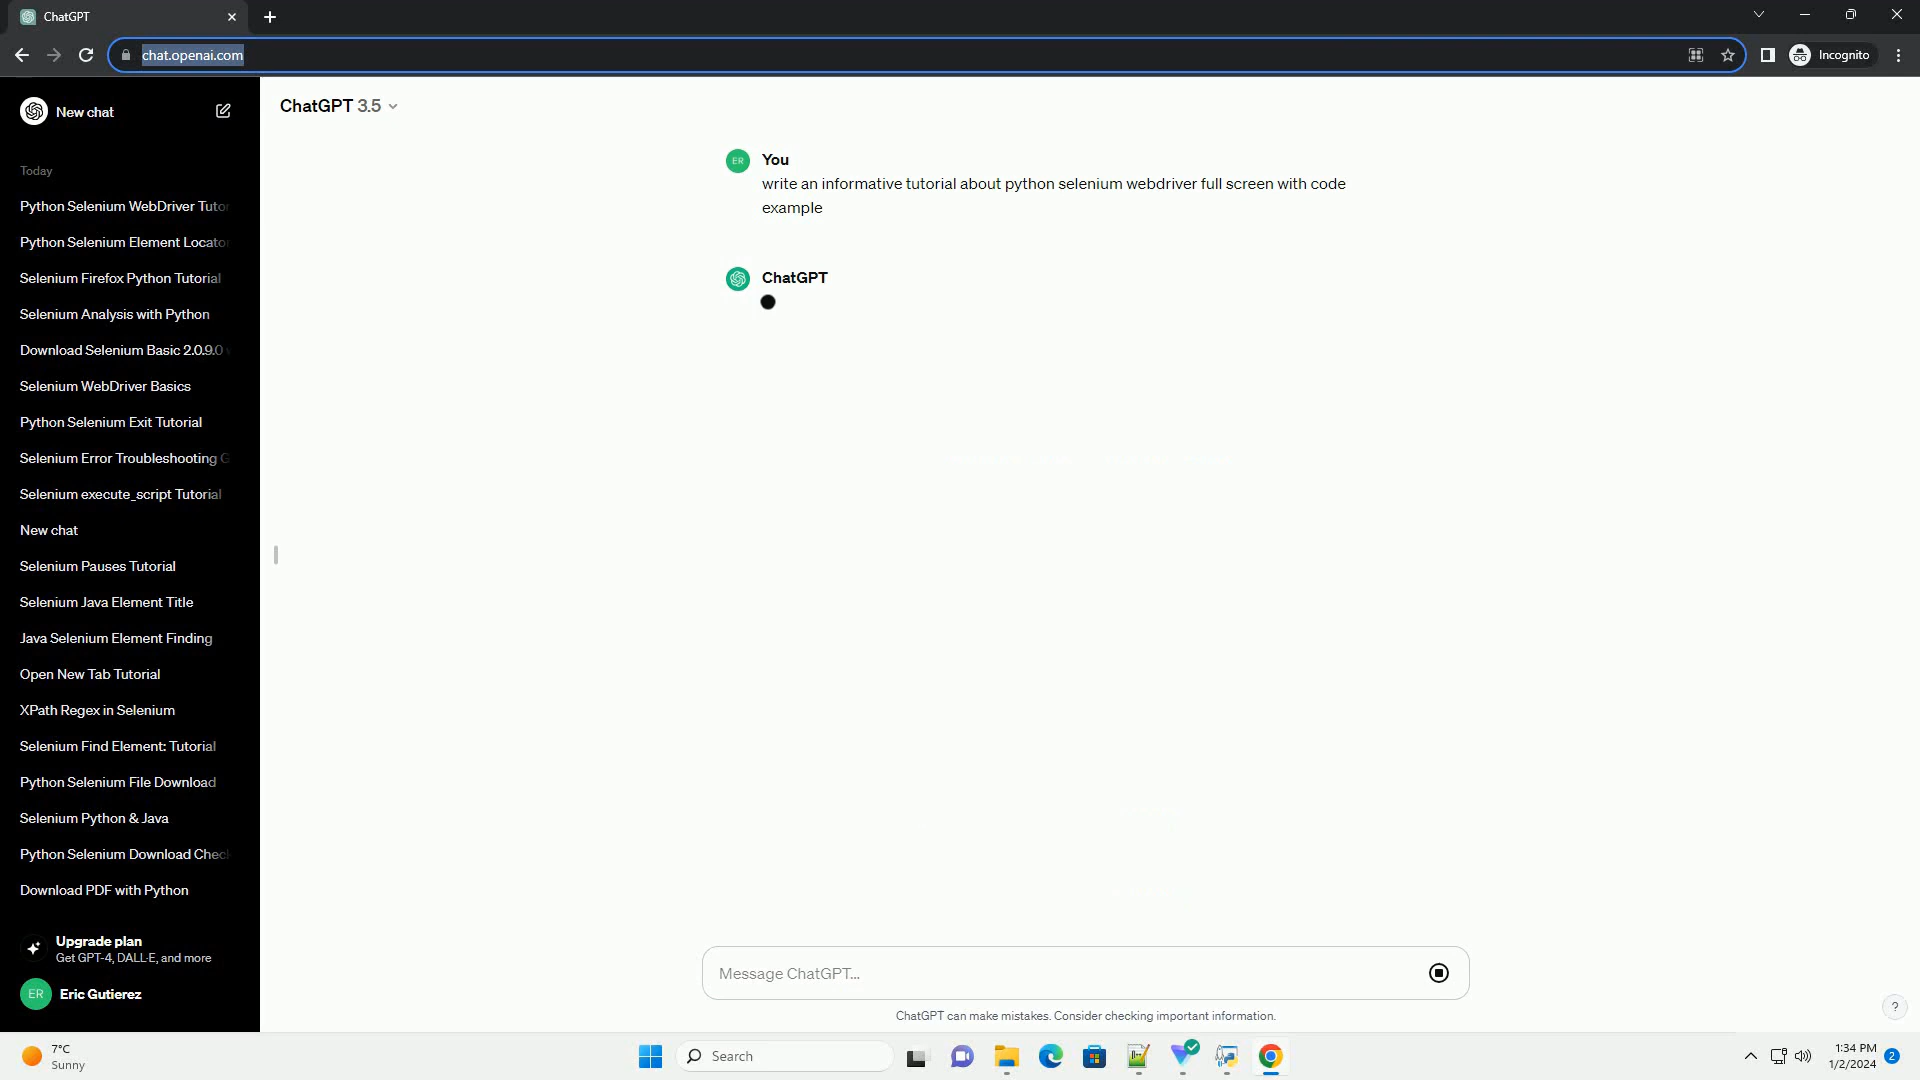 ChatGPT
chat.openai.com
Incognito
New chat
Today
Python Selenium WebDriver Tutor
Python Selenium Element Locator
Selenium Firefox Python Tutorial
Selenium Analysis with Python
Download Selenium Basic 2.0.9.0
Selenium WebDriver Basics
Python Selenium Exit Tutorial
Selenium Error Troubleshooting G
Selenium execute_script Tutorial
New chat
Selenium Pauses Tutorial
Selenium Java Element Title
Java Selenium Element Finding
Open New Tab Tutorial
XPath Regex in Selenium
Selenium Find Element: Tutorial
Python Selenium File Download
Selenium Python & Java
Python Selenium Download Chec
Download PDF with Python
Upgrade plan
Get GPT-4, DALL·E, and more
ER
Eric Gutierez
ChatGPT 3.5
ER
You
write an informative tutorial about python selenium webdriver full screen with code
example
ChatGPT
Message ChatGPT...
ChatGPT can make mistakes. Consider checking important information.
?
7°C
Sunny
Search
1:34 PM
1/2/2024
2